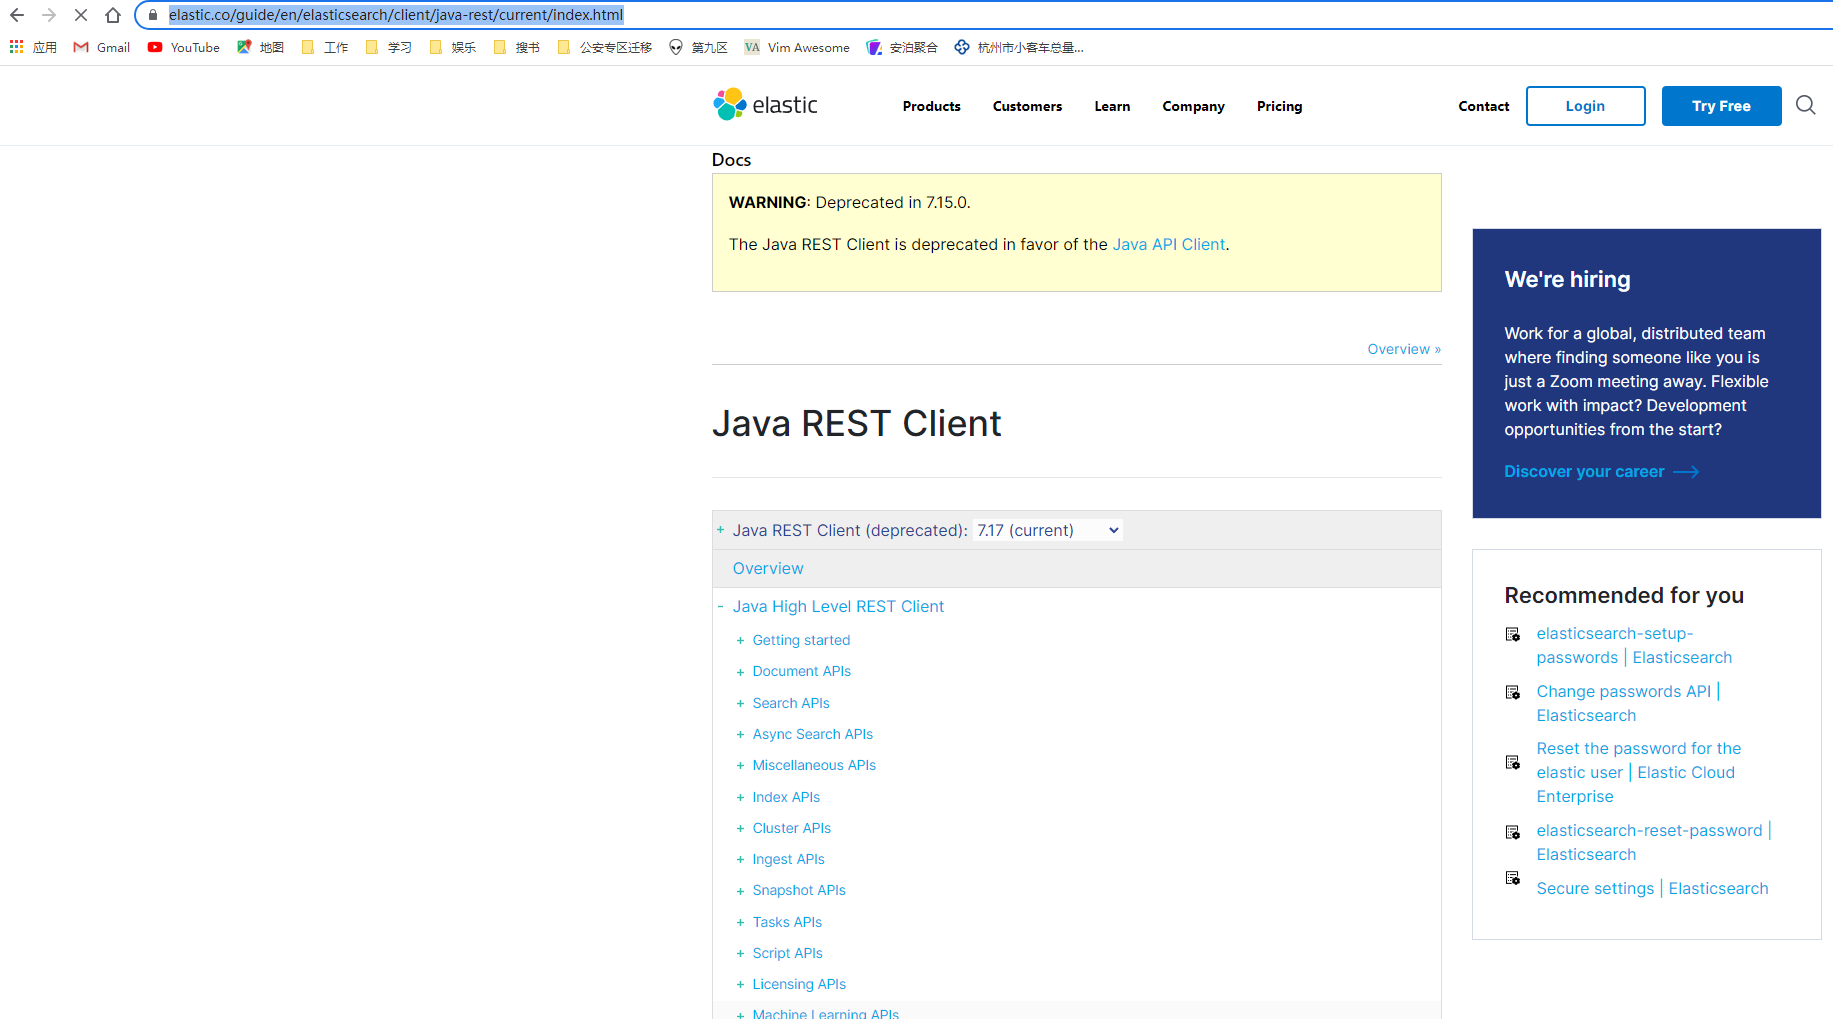 elastic.co/guide/en/elasticsearch/client/java-rest/current/index.html
应用 Gmail YouTube 地图 工作 学习 娱乐 搜书 公安专区迁移 第九区 VA Vim Awesome 安泊聚合 杭州市小客车总量...
elastic Products Customers Learn Company Pricing Contact Login Try Free
Docs
WARNING: Deprecated in 7.15.0.
The Java REST Client is deprecated in favor of the Java API Client.
Overview »
Java REST Client
+ Java REST Client (deprecated): 7.17 (current)
Overview
- Java High Level REST Client
+ Getting started
+ Document APIs
+ Search APIs
+ Async Search APIs
+ Miscellaneous APIs
+ Index APIs
+ Cluster APIs
+ Ingest APIs
+ Snapshot APIs
+ Tasks APIs
+ Script APIs
+ Licensing APIs
+ Machine Learning APIs
We're hiring
Work for a global, distributed team
where finding someone like you is
just a Zoom meeting away. Flexible
work with impact? Development
opportunities from the start?
Discover your career
Recommended for you
elasticsearch-setup-
passwords | Elasticsearch
Change passwords API |
Elasticsearch
Reset the password for the
elastic user | Elastic Cloud
Enterprise
elasticsearch-reset-password |
Elasticsearch
Secure settings | Elasticsearch